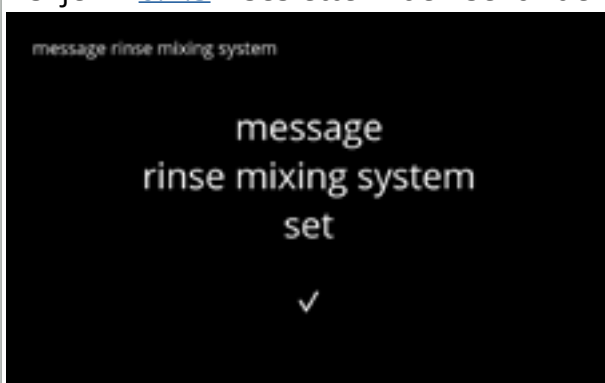 message rinse mixing system
message
rinse mixing system
set
✓